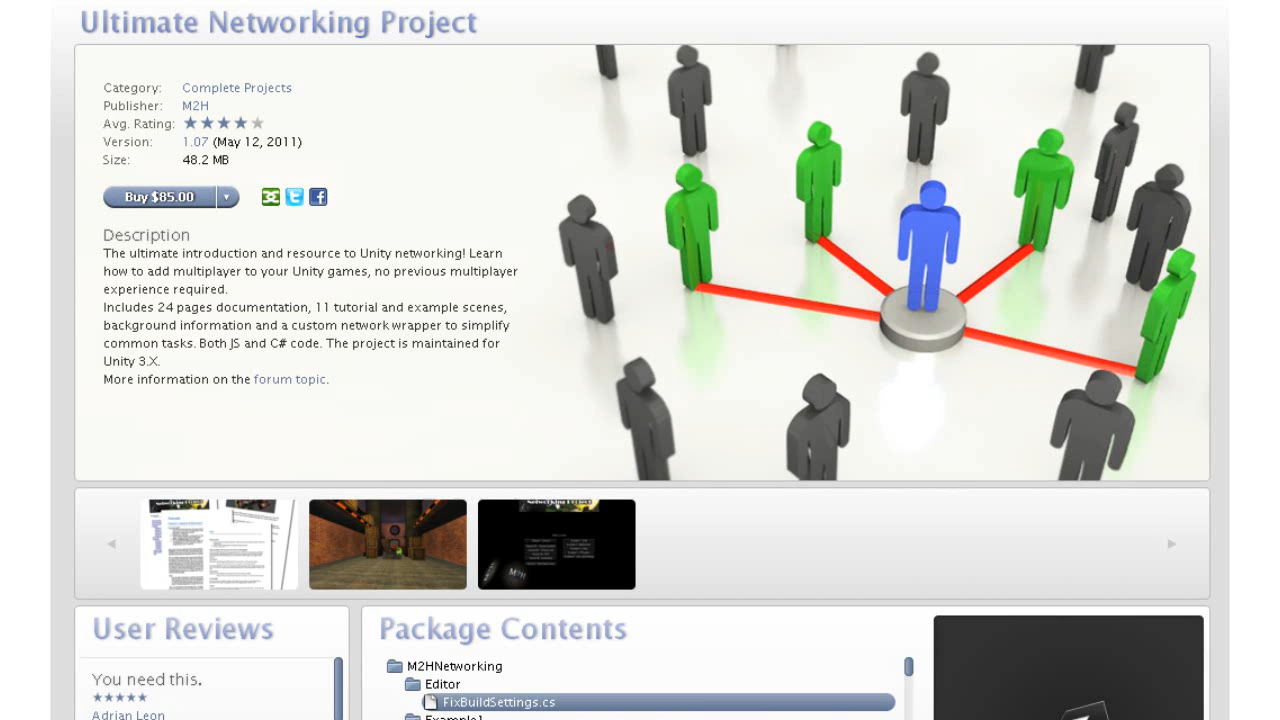 Ultimate Networking Project
Category: Complete Projects
Publisher: M2H
Avg. Rating:
Version: 1.07 (May 12, 2011)
Size: 48.2 MB
Buy $85.00
Description
The ultimate introduction and resource to Unity networking! Learn
how to add multiplayer to your Unity games, no previous multiplayer
experience required.
Includes 24 pages documentation, 11 tutorial and example scenes,
background information and a custom network wrapper to simplify
common tasks. Both JS and C# code. The project is maintained for
Unity 3.X.
More information on the forum topic.
User Reviews
You need this.
Adrian Leon
Package Contents
M2HNetworking
Editor
FixBuildSettings.cs
Example1